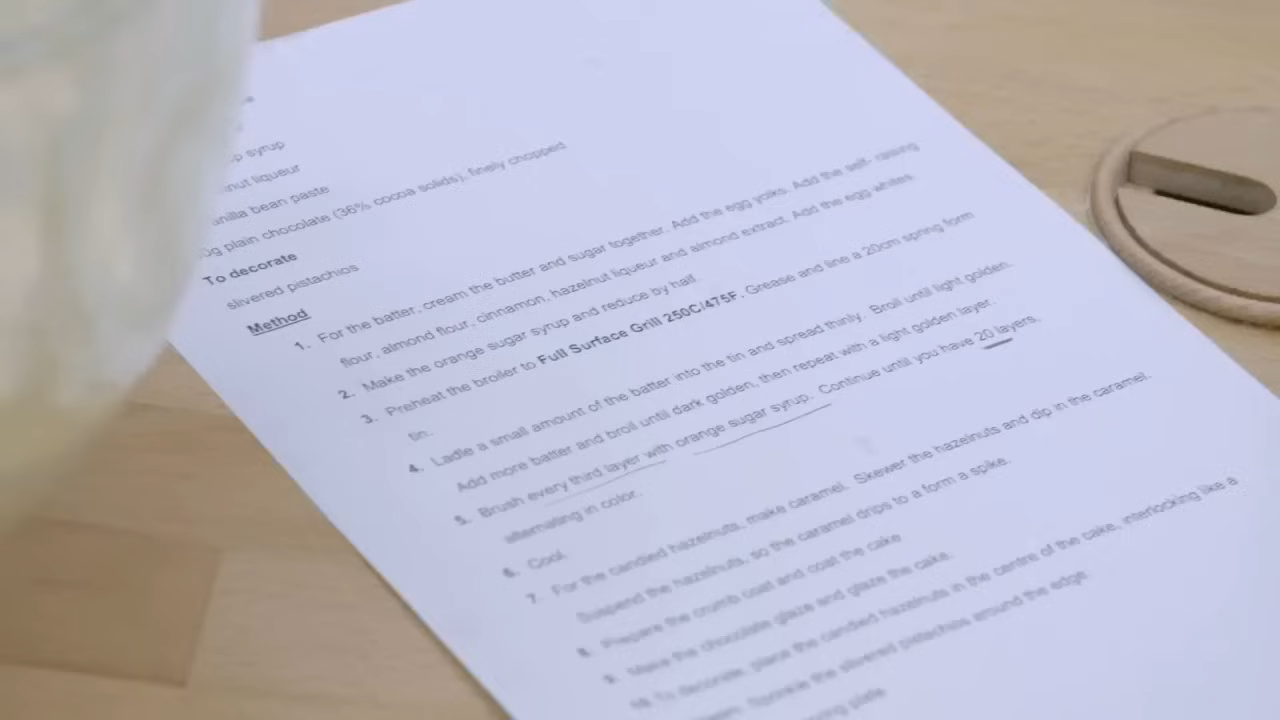 syrup
liqueur
bean paste
plain chocolate (36% cocoa solids), finely chopped
To decorate
slivered pistachios
Method
1. For the batter, cream the butter and sugar together. Add the egg yolks. Add the self- raising
flour, almond flour, cinnamon, hazelnut liqueur and almond extract. Add the egg whites.
2. Make the orange sugar syrup and reduce by half.
3. Preheat the broiler to Full Surface Grill 250C/475F. Grease and line a 20cm spring form
tin.
4. Ladle a small amount of the batter into the tin and spread thinly. Broil until light golden.
Add more batter and broil until dark golden, then repeat with a light golden layer.
5. Brush every third layer with orange sugar syrup. Continue until you have 20 layers,
alternating in color.
6. Cool.
7. For the candied hazelnuts, make caramel. Skewer the hazelnuts and dip in the caramel.
Suspend the hazelnuts, so the caramel drips to a form a spike.
8. Prepare the crumb coat and coat the cake
9. Make the chocolate glaze and glaze the cake.
10. To decorate, place the candied hazelnuts in the centre of the cake, interlocking like a
Sprinkle the slivered pistachios around the edge
plate